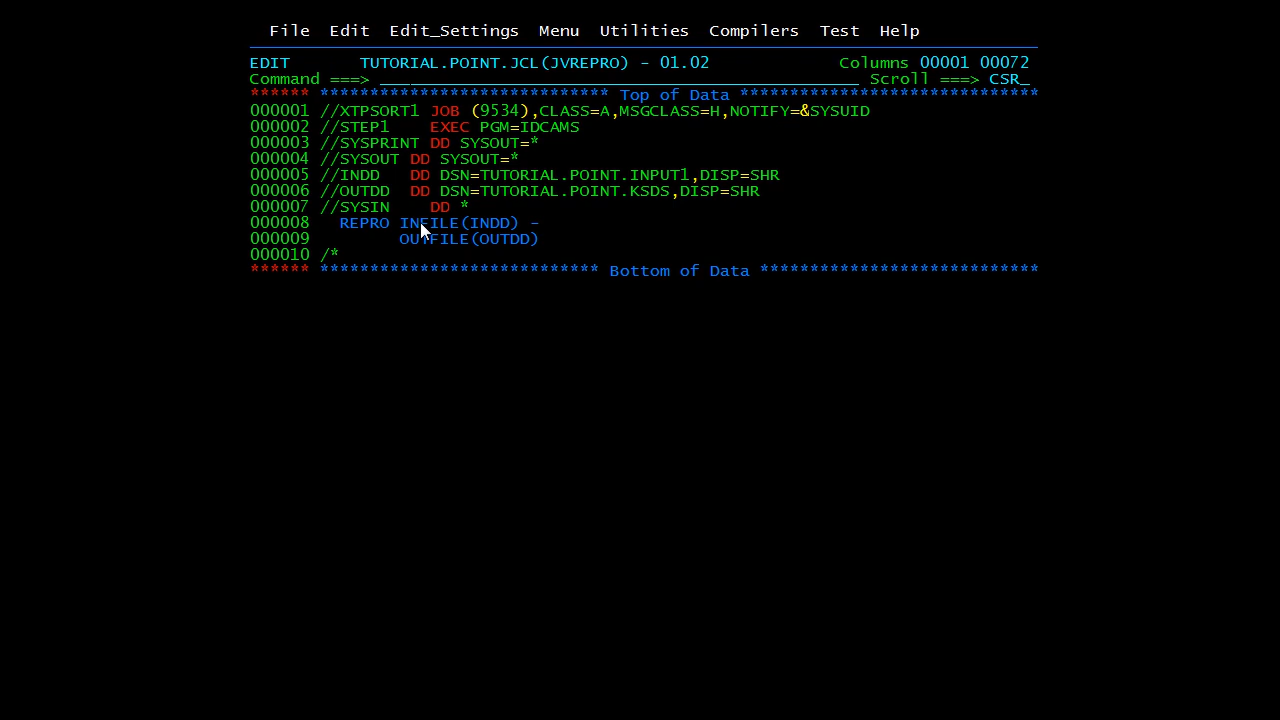 File  Edit  Edit_Settings  Menu  Utilities  Compilers  Test  Help
EDIT       TUTORIAL.POINT.JCL(JVREPRO) - 01.02             Columns 00001 00072
Command ===> ________________________________________________ Scroll ===> CSR_
****** ***************************** Top of Data ******************************
000001 //XTPSORT1 JOB (9534),CLASS=A,MSGCLASS=H,NOTIFY=&SYSUID
000002 //STEP1    EXEC PGM=IDCAMS
000003 //SYSPRINT DD SYSOUT=*
000004 //SYSOUT DD SYSOUT=*
000005 //INDD   DD DSN=TUTORIAL.POINT.INPUT1,DISP=SHR
000006 //OUTDD  DD DSN=TUTORIAL.POINT.KSDS,DISP=SHR
000007 //SYSIN    DD *
000008   REPRO INFILE(INDD) -
000009         OUTFILE(OUTDD)
000010 /*
****** **************************** Bottom of Data ****************************